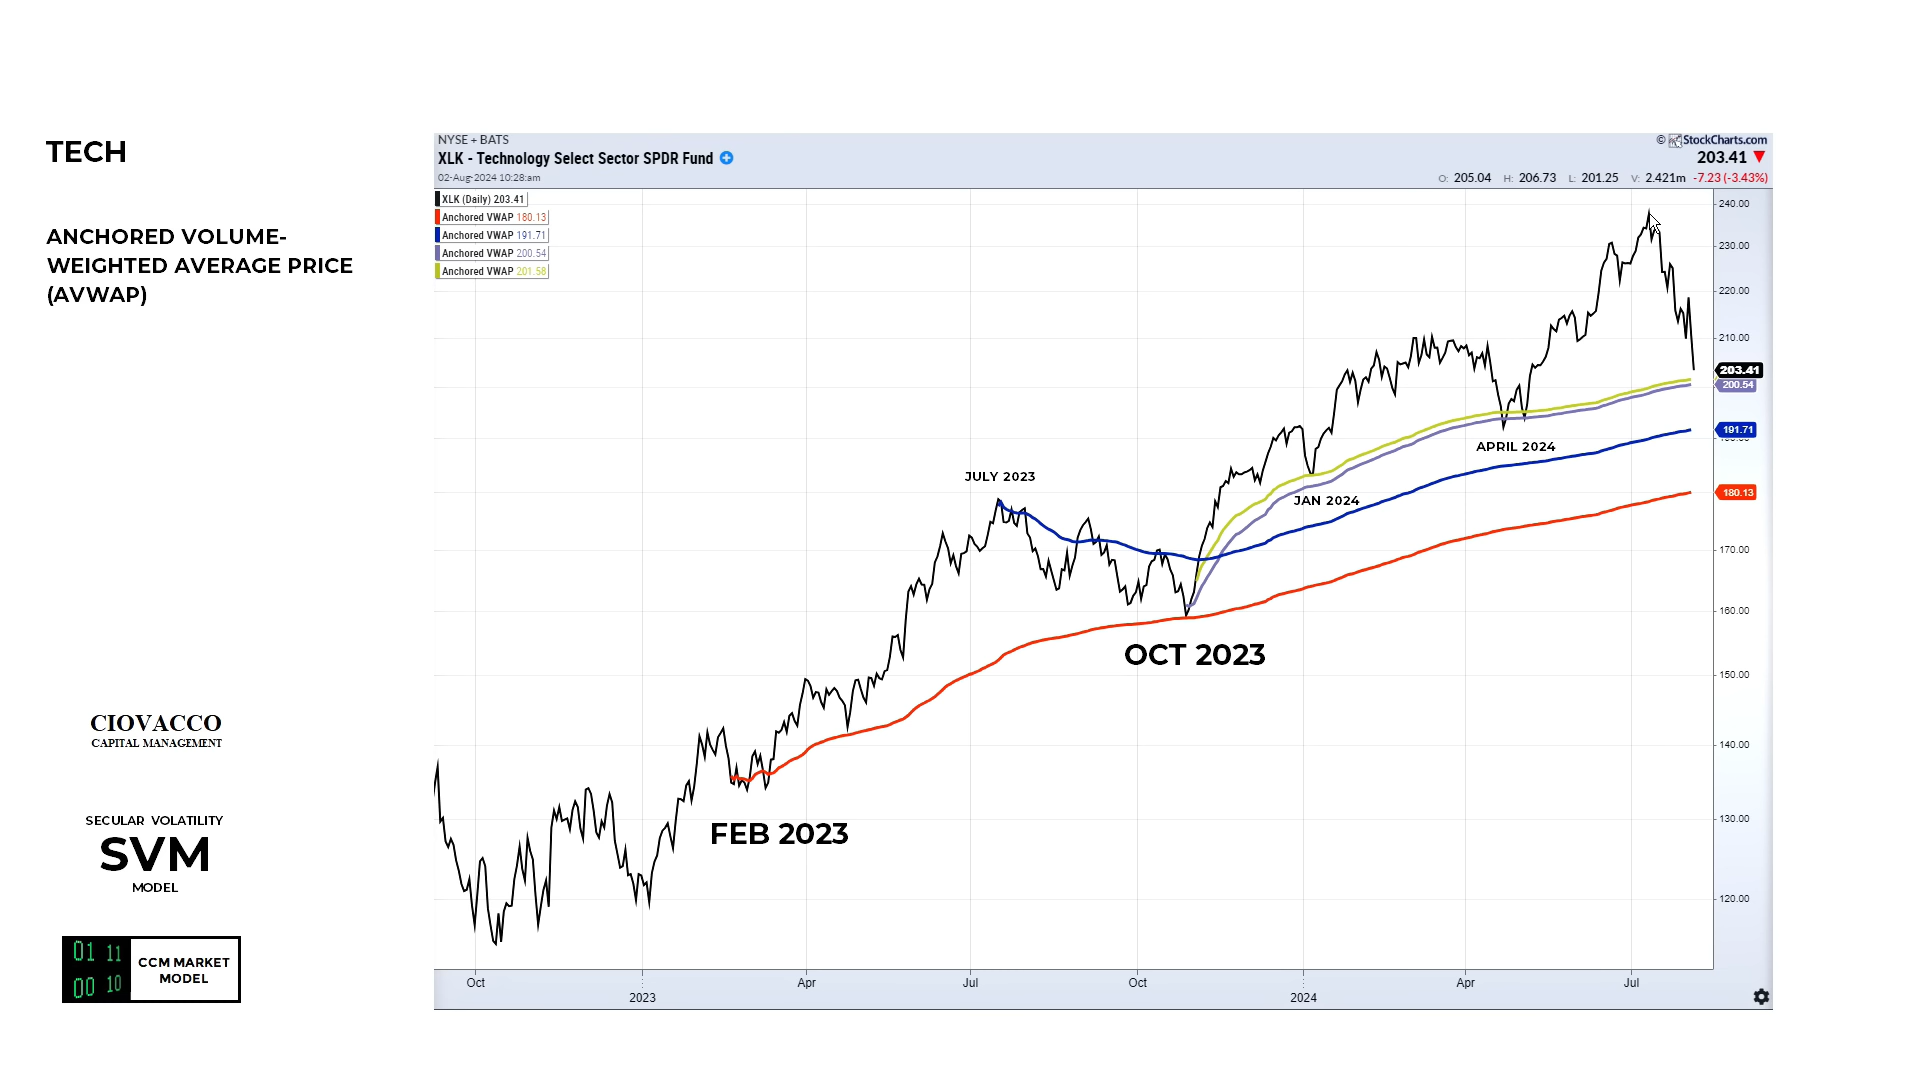 TECH
ANCHORED VOLUME-
WEIGHTED AVERAGE PRICE
(AVWAP)
CIOVACCO
CAPITAL MANAGEMENT
SECULAR VOLATILITY
SVM
MODEL
01 11
00 10
CCM MARKET
MODEL
NYSE + BATS
© StockCharts.com
XLK - Technology Select Sector SPDR Fund
203.41
02-Aug-2024 10:28:am
O: 205.04 H: 206.73 L: 201.25 V: 2.421m -7.23 (-3.43%)
XLK (Daily) 203.41
Anchored VWAP 180.13
Anchored VWAP 191.71
Anchored VWAP 200.54
Anchored VWAP 201.58
240.00
230.00
220.00
210.00
203.41
200.54
191.71
180.13
170.00
160.00
150.00
140.00
130.00
120.00
JULY 2023
APRIL 2024
JAN 2024
OCT 2023
FEB 2023
Oct
2023
Apr
Jul
Oct
2024
Apr
Jul